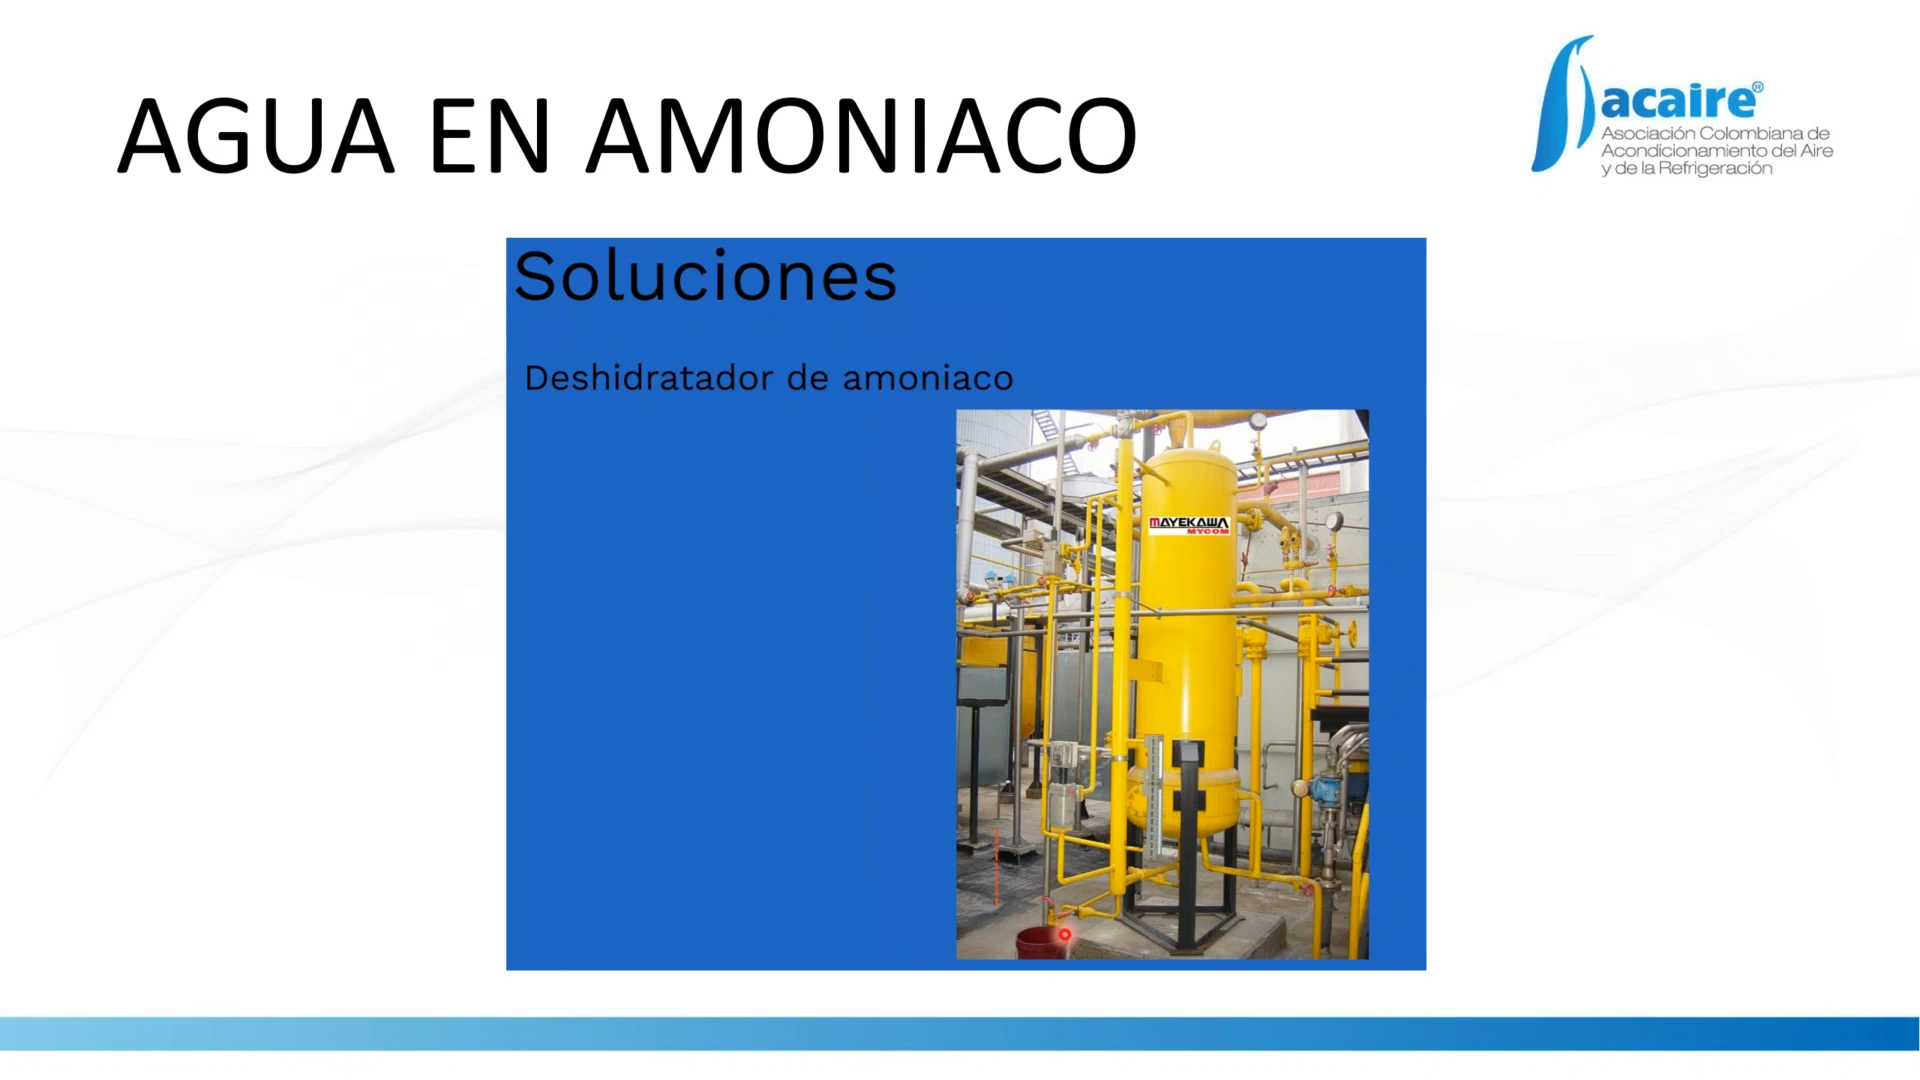 AGUA EN AMONIACO
acaire®
Asociación Colombiana de
Acondicionamiento del Aire
y de la Refrigeración
Soluciones
Deshidratador de amoniaco
MAYEKAWA
MYCOM